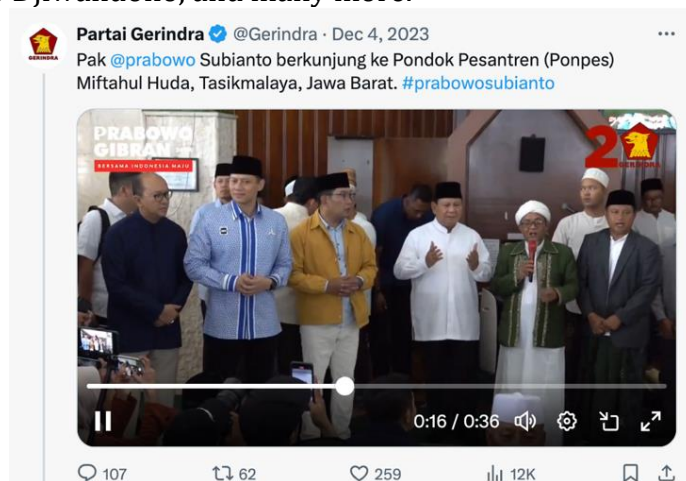 Partai Gerindra @Gerindra · Dec 4, 2023
GERINDRA
Pak @prabowo Subianto berkunjung ke Pondok Pesantren (Ponpes)
Miftahul Huda, Tasikmalaya, Jawa Barat. #prabowosubianto
PRABOWO
GIBRAN
BERSAMA INDONESIA MAJU
2
GERINDRA
0:16 / 0:36
107 62 259 12K